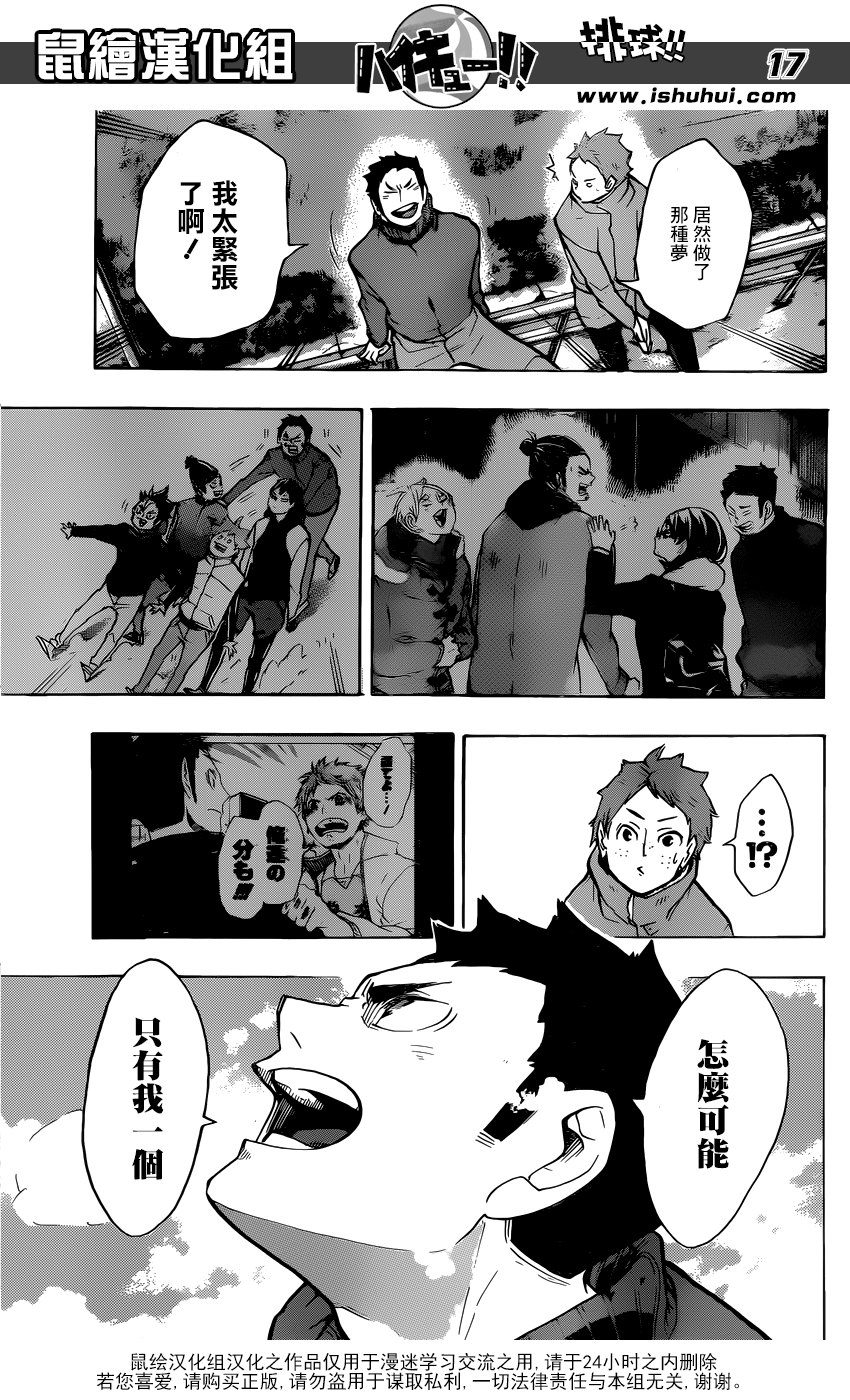 鼠繪漢化組
ハイキュー!!
排球!!
17
www.ishuhui.com
居然做了
那種夢
我太緊張
了啊!
…!?
俺達の
分も!!!
怎麼可能
只有我一個
鼠绘汉化组汉化之作品仅用于漫迷学习交流之用, 请于24小时之内删除
若您喜爱, 请购买正版, 请勿用于谋取私利, 一切法律责任与本组无关, 谢谢。